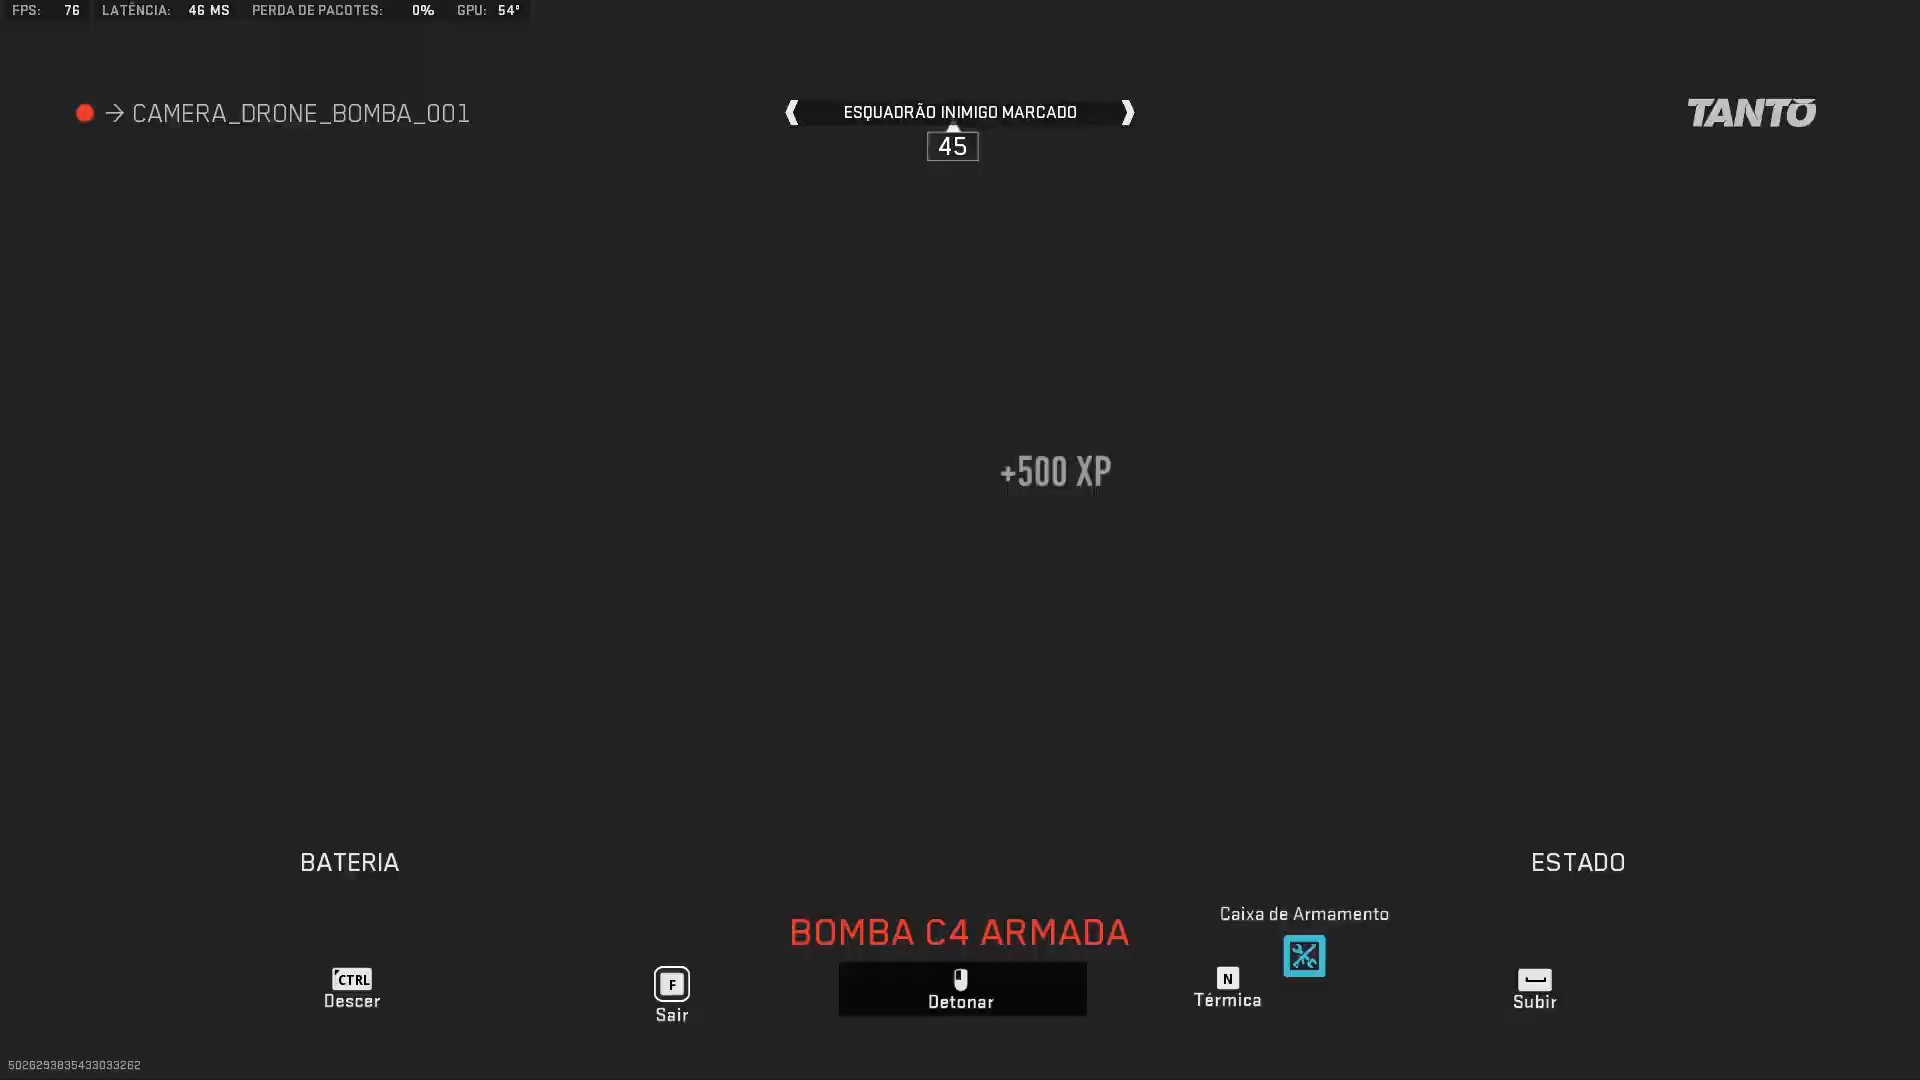 FPS: 76 LATÊNCIA: 46 MS PERDA DE PACOTES: 0% GPU: 54°
CAMERA_DRONE_BOMBA_001
ESQUADRÃO INIMIGO MARCADO
TANTO
45
+500 XP
BATERIA
ESTADO
Caixa de Armamento
BOMBA C4 ARMADA
CTRL
Descer
F
Sair
Detonar
N
Térmica
Subir
5026293835433033262